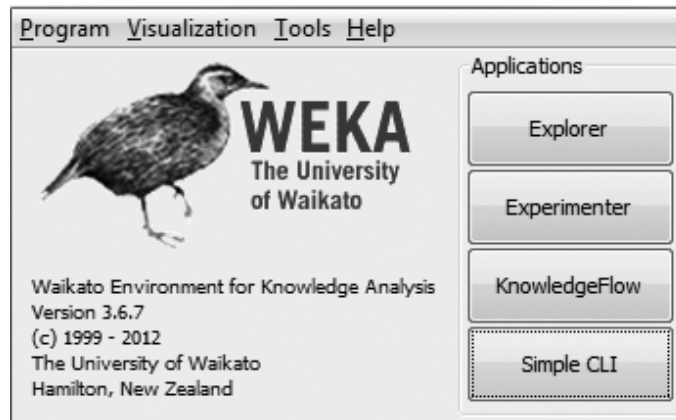 Program Visualization Tools Help
WEKA
The University
of Waikato
Waikato Environment for Knowledge Analysis
Version 3.6.7
(c) 1999 - 2012
The University of Waikato
Hamilton, New Zealand
Applications
Explorer
Experimenter
KnowledgeFlow
Simple CLI